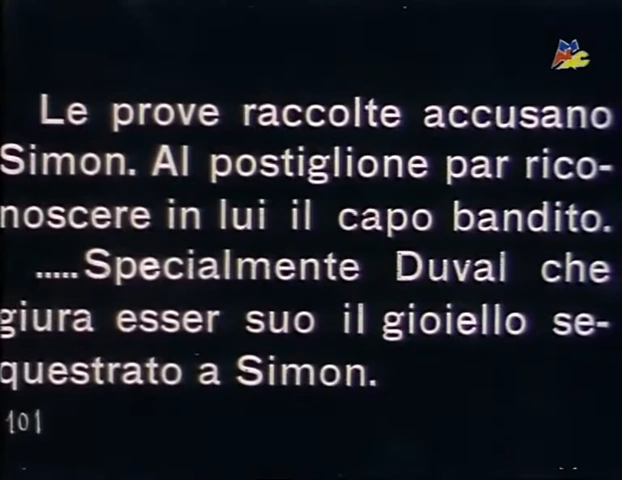 Le prove raccolte accusano
Simon. Al postiglione par rico-
noscere in lui il capo bandito.
.....Specialmente Duval che
giura esser suo il gioiello se-
questrato a Simon.
101